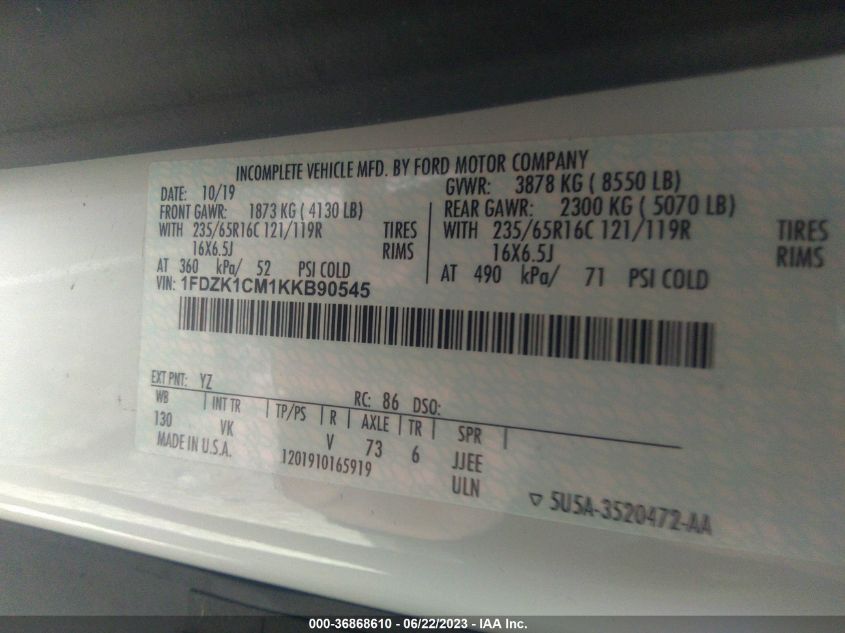 INCOMPLETE VEHICLE MFD. BY FORD MOTOR COMPANY
DATE: 10/19 GVWR: 3878 KG ( 8550 LB)
FRONT GAWR: 1873 KG ( 4130 LB) REAR GAWR: 2300 KG ( 5070 LB)
WITH 235/65R16C 121/119R TIRES WITH 235/65R16C 121/119R TIRES
16X6.5J RIMS 16X6.5J RIMS
AT 360 kPa/ 52 PSI COLD AT 490 kPa/ 71 PSI COLD
VIN: 1FDZK1CM1KKB90545
EXT PNT: YZ RC: 86 DSO:
WB INT TR TP/PS R AXLE TR SPR
130 VK V 73 6 JJEE
MADE IN U.S.A. 1201910165919 ULN
5U5A-3520472-AA
000-36868610 - 06/22/2023 - IAA Inc.